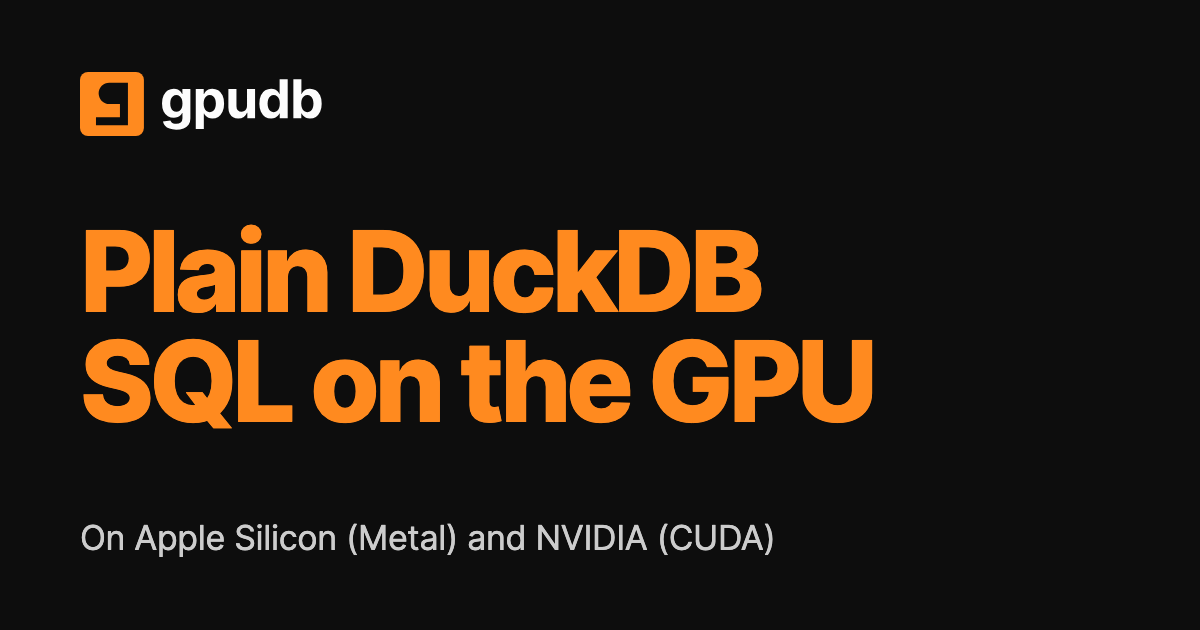 gpudb
Plain DuckDB
SQL on the GPU
On Apple Silicon (Metal) and NVIDIA (CUDA)